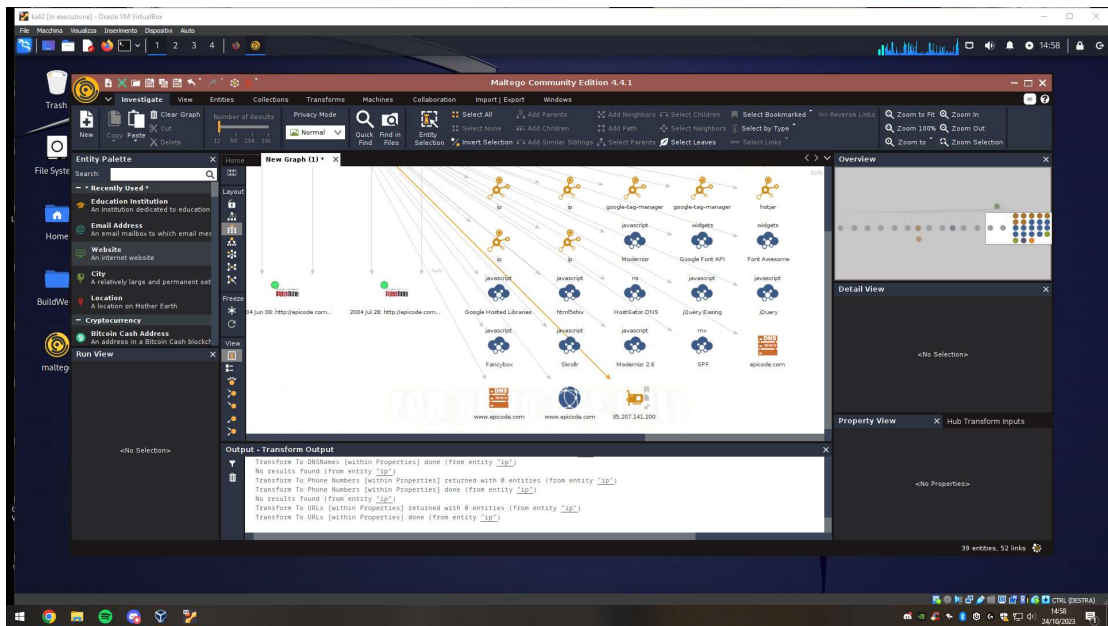 kali2 [In esecuzione] - Oracle VM VirtualBox
File Macchina Visualizza Inserimento Dispositivi Aiuto
1 2 3 4
14:58
Maltego Community Edition 4.4.1
Investigate View Entities Collections Transforms Machines Collaboration Import | Export Windows
New
Copy
Paste
Clear Graph
Cut
Delete
Number of Results
12 50 256 10k
Privacy Mode
Normal
Quick Find
Find in Files
Entity Selection
Select All
Select None
Invert Selection
Add Parents
Add Children
Add Similar Siblings
Add Neighbors
Add Path
Select Parents
Select Children
Select Neighbors
Select Leaves
Select Bookmarked
Select by Type
Select Links
Reverse Links
Zoom to Fit Zoom In
Zoom 100% Zoom Out
Zoom to Zoom Selection
Trash
File Syste
Home
BuildWe
malteg
Entity Palette
Search:
* Recently Used *
Education Institution
An institution dedicated to education
Email Address
An email mailbox to which email mes
Website
An internet website
City
A relatively large and permanent set
Location
A location on Mother Earth
Cryptocurrency
Bitcoin Cash Address
An address in a Bitcoin Cash blockch
Run View
<No Selection>
Home New Graph (1) *
Layout
Freeze
View
80%
ip ip google-tag-manager google-tag-manager hotjar
javascript widgets widgets
ip ip Modernizr Google Font API Font Awesome
javascript javascript ns javascript javascript
04 Jun 08: http://epicode.com... 2004 Jul 28: http://epicode.com... Google Hosted Libraries html5shiv HostGator DNS jQuery Easing jQuery
javascript javascript javascript mx
Fancybox Skrollr Modernizr 2.6 SPF epicode.com
www.epicode.com www.epicode.com 35.207.141.200
Output - Transform Output
Transform To DNSNames [within Properties] done (from entity "ip")
No results found (from entity "ip")
Transform To Phone Numbers [within Properties] returned with 0 entities (from entity "ip")
Transform To Phone Numbers [within Properties] done (from entity "ip")
No results found (from entity "ip")
Transform To URLs [within Properties] returned with 0 entities (from entity "ip")
Transform To URLs [within Properties] done (from entity "ip")
Overview
Detail View
<No Selection>
Property View Hub Transform Inputs
<No Properties>
39 entities, 52 links
CTRL (DESTRA)
14:58
24/10/2023